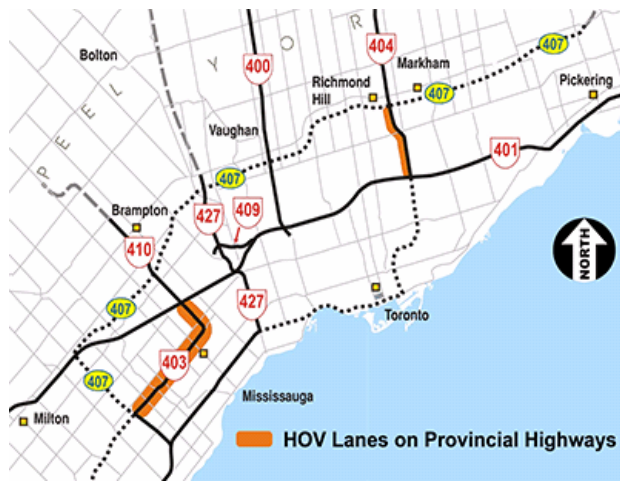 Bolton
Y
O
R
400
404
Markham
407
Richmond
Hill
407
Pickering
P
E
E
L
Vaughan
401
407
427
409
Brampton
410
NORTH
427
Toronto
407
403
407
Mississauga
Milton
HOV Lanes on Provincial Highways